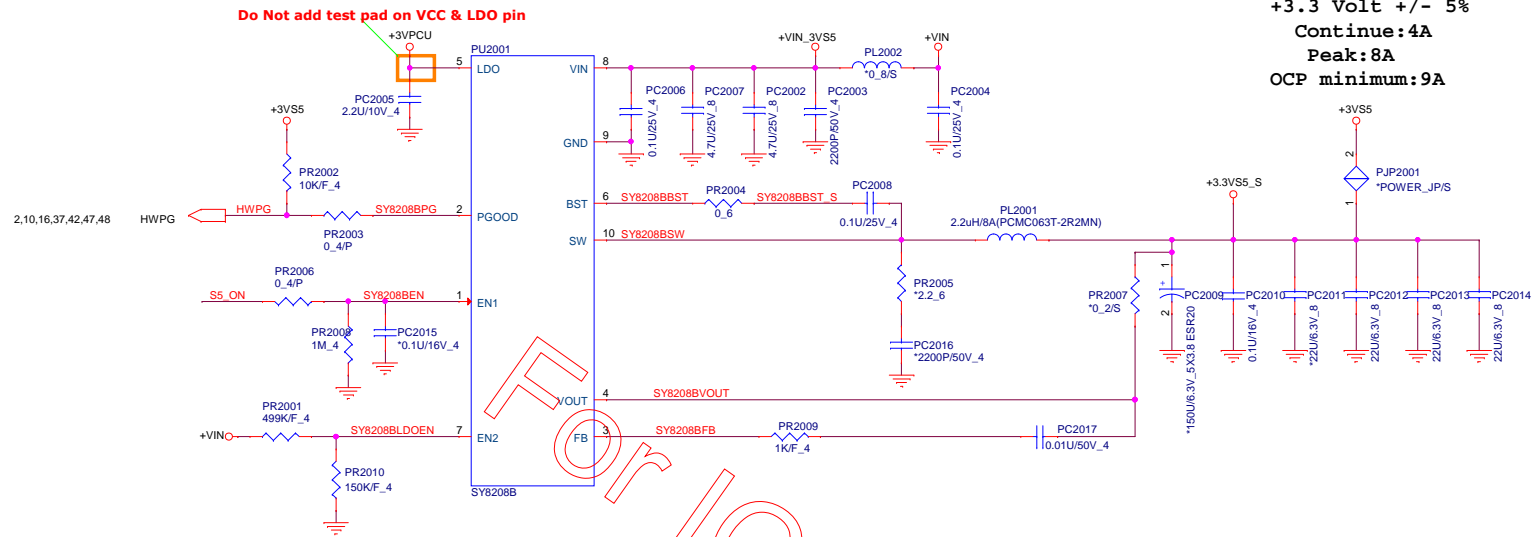 Do Not add test pad on VCC & LDO pin
+3.3 Volt +/- 5%
Continue:4A
Peak:8A
OCP minimum:9A
+3VPCU
PU2001
5
LDO
PC2005
2.2U/10V_4
+3VS5
PR2002
10K/F_4
2,10,16,37,42,47,48
HWPG
HWPG
SY8208BPG
2
PGOOD
PR2003
0_4/P
PR2006
0_4/P
S5_ON
SY8208BEN
1
EN1
PR2008
1M_4
PC2015
*0.1U/16V_4
PR2001
499K/F_4
+VIN
SY8208BLDOEN
7
EN2
PR2010
150K/F_4
SY8208B
VIN
8
GND
9
BST
6
SW
10
VOUT
4
FB
3
+VIN_3VS5
PL2002
*0_8/S
+VIN
PC2006
0.1U/25V_4
PC2007
4.7U/25V_8
PC2002
4.7U/25V_8
PC2003
2200P/50V_4
PC2004
0.1U/25V_4
SY8208BBST
PR2004
0_6
SY8208BBST_S
PC2008
0.1U/25V_4
SY8208BSW
PL2001
2.2uH/8A(PCMC063T-2R2MN)
PR2005
*2.2_6
PC2016
*2200P/50V_4
SY8208BVOUT
SY8208BFB
PR2009
1K/F_4
PC2017
0.01U/50V_4
PR2007
*0_2/S
+3.3VS5_S
+3VS5
2
PJP2001
*POWER_JP/S
1
+
1
2
PC2009
*150U/6.3V_5X3.8 ESR20
PC2010
0.1U/16V_4
PC2011
*22U/6.3V_8
PC2012
22U/6.3V_8
PC2013
22U/6.3V_8
PC2014
22U/6.3V_8
For